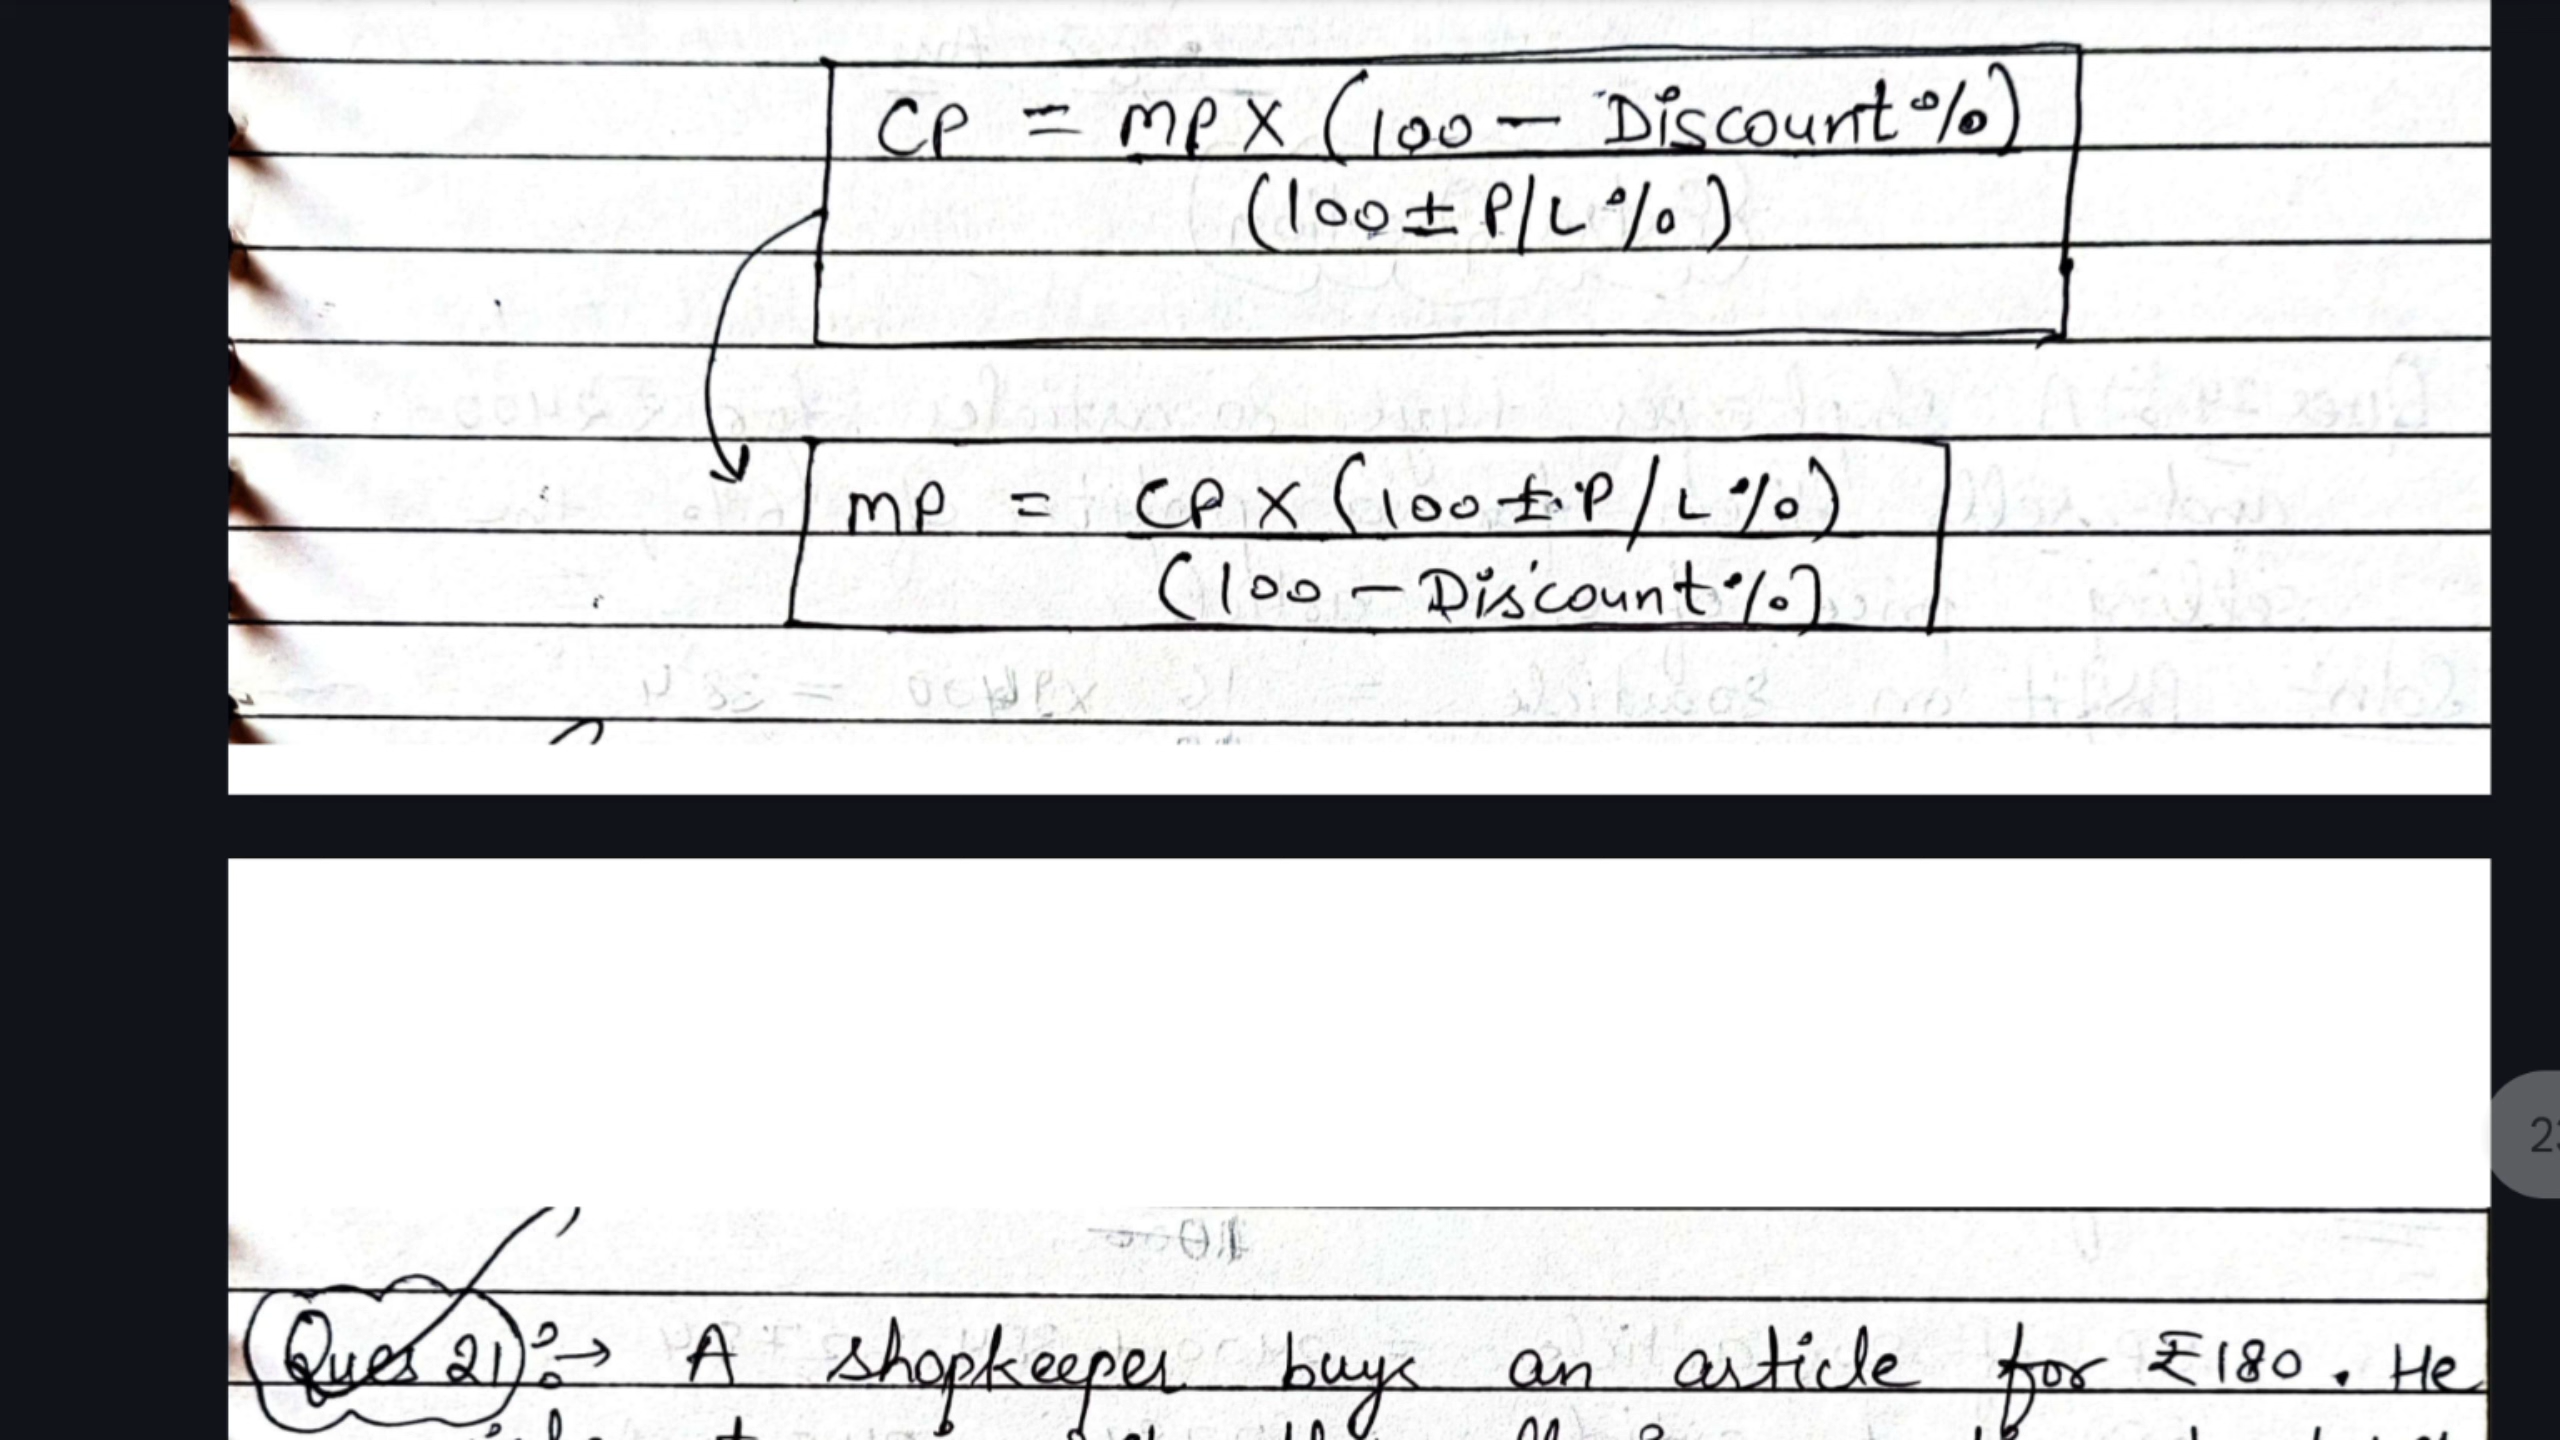 CP = MP X (100 - Discount%)
(100 ± P/L%)
MP = CP X (100 ± P/L%)
(100 - Discount%)
23
Ques 21 :→ A shopkeeper buys an article for ₹180. He